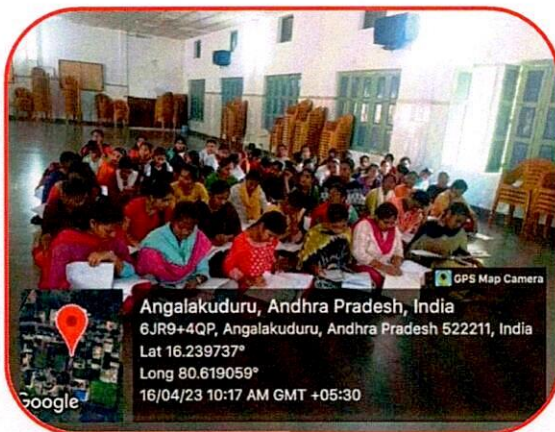 GPS Map Camera
Angalakuduru, Andhra Pradesh, India
6JR9+4QP, Angalakuduru, Andhra Pradesh 522211, India
Lat 16.239737°
Long 80.619059°
16/04/23 10:17 AM GMT +05:30
Google